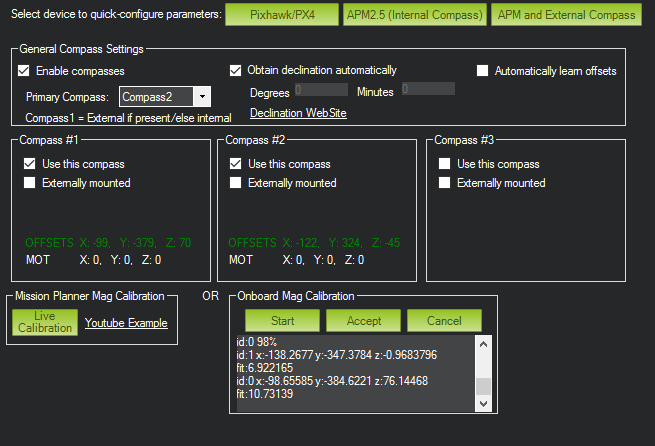 Select device to quick-configure parameters: Pixhawk/PX4 APM2.5 (Internal Compass) APM and External Compass
General Compass Settings
Enable compasses Obtain declination automatically Automatically learn offsets
Primary Compass: Compass2 Degrees 0 Minutes 0
Compass1 = External if present/else internal Declination WebSite
Compass #1 Compass #2 Compass #3
Use this compass Use this compass Use this compass
Externally mounted Externally mounted Externally mounted
OFFSETS X: -99, Y: -379, Z: 70 OFFSETS X: -122, Y: 324, Z: -45
MOT X: 0, Y: 0, Z: 0 MOT X: 0, Y: 0, Z: 0
Mission Planner Mag Calibration OR Onboard Mag Calibration
Live Calibration Youtube Example Start Accept Cancel
id:0 98%
id:1 x:-138.2677 y:-347.3784 z:-0.9683796
fit:6.922165
id:0 x:-98.65585 y:-384.6221 z:76.14468
fit:10.73139